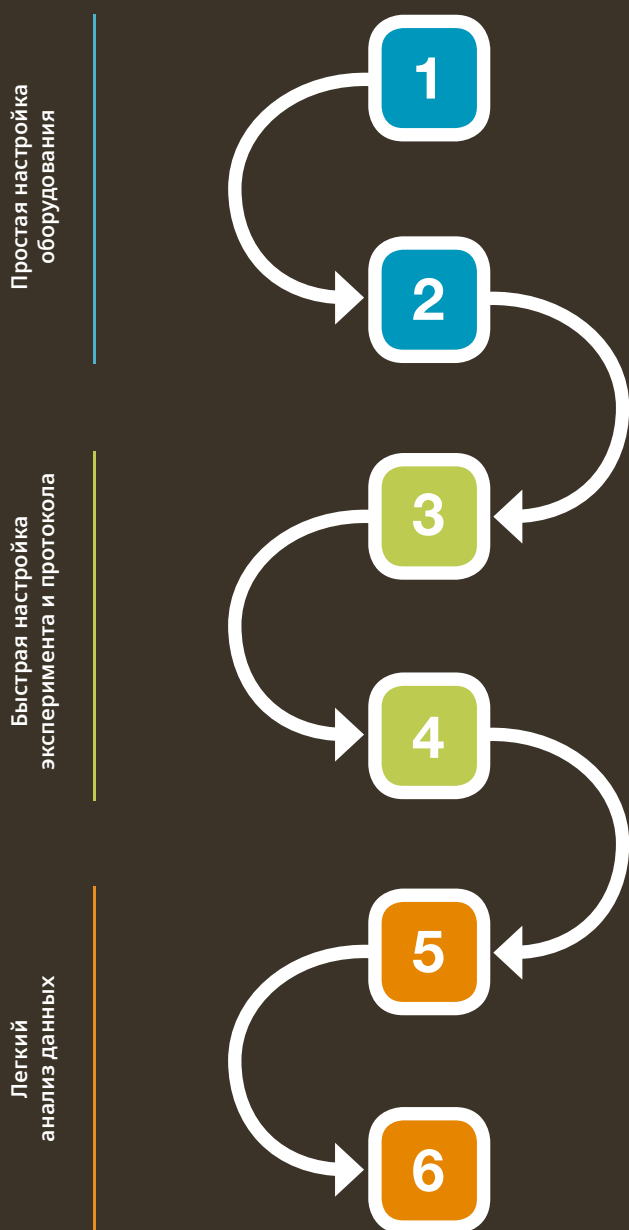 Простая настройка
оборудования
1
2
Быстрая настройка
эксперимента и протокола
3
4
Легкий
анализ данных
5
6